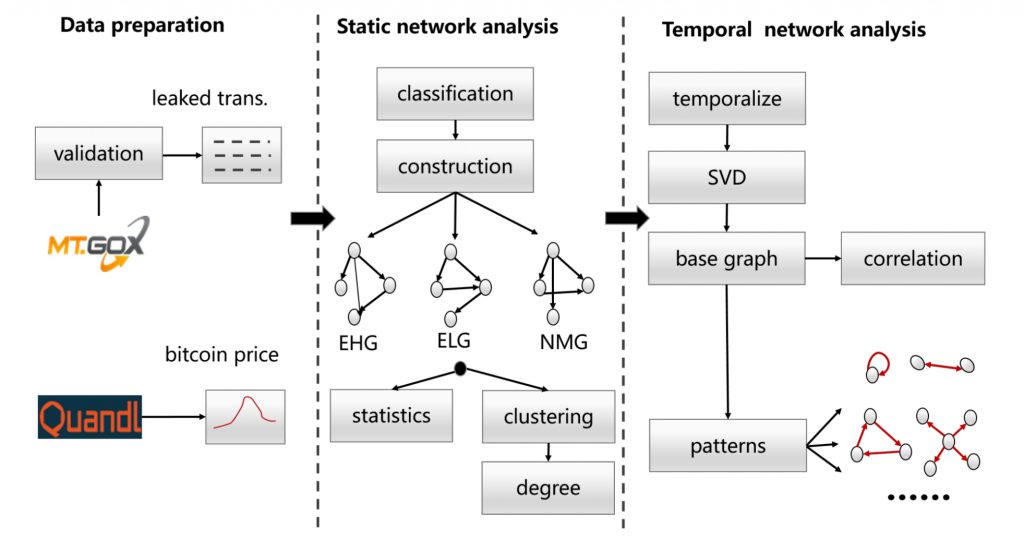 Data preparation
leaked trans.
validation
MT.GOX
bitcoin price
Quandl
Static network analysis
classification
construction
EHG
ELG
NMG
statistics
clustering
degree
Temporal network analysis
temporalize
SVD
base graph
correlation
patterns
......